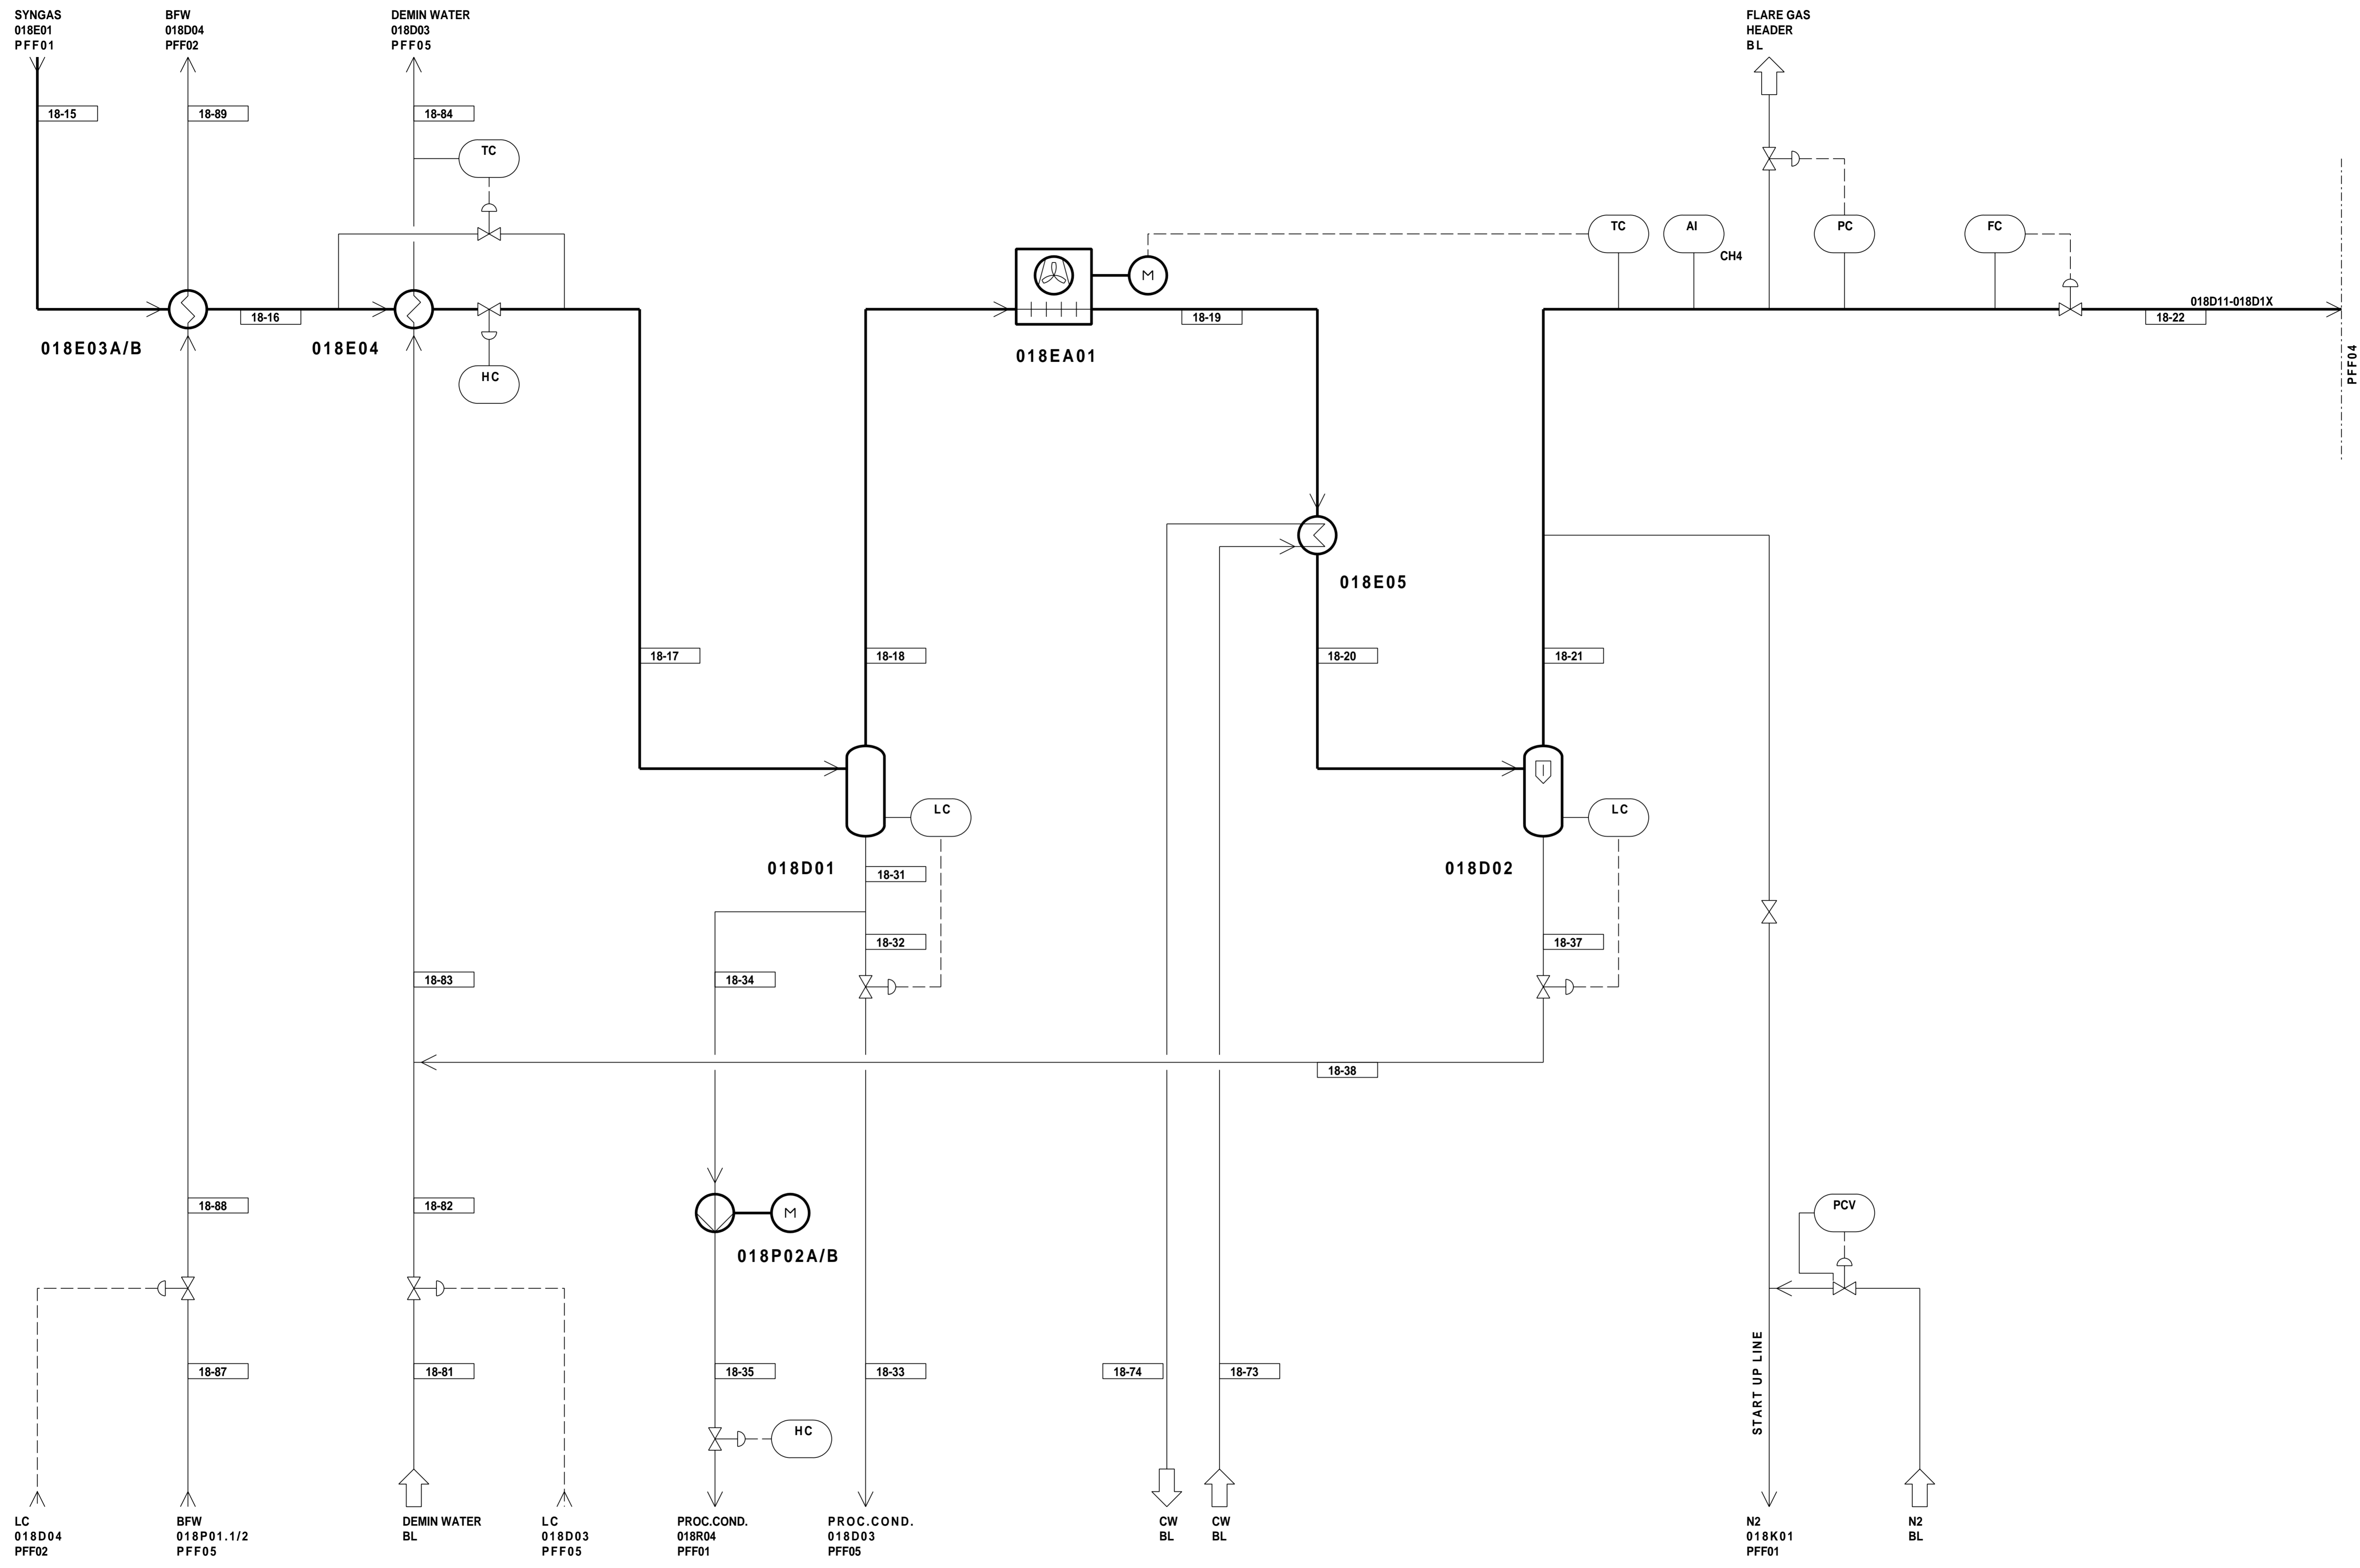 SYNGAS
018E01
PFF01
BFW
018D04
PFF02
DEMIN WATER
018D03
PFF05
FLARE GAS
HEADER
BL
18-15
18-89
18-84
TC
TC
AI
CH4
PC
FC
M
018D11-018D1X
18-16
18-19
18-22
018E03A/B
018E04
018EA01
PFF04
HC
018E05
18-17
18-18
18-20
18-21
LC
LC
018D01
018D02
18-31
18-32
18-37
18-83
18-34
18-38
18-88
18-82
M
PCV
018P02A/B
START UP LINE
18-87
18-81
18-35
18-33
18-74
18-73
HC
LC
018D04
PFF02
BFW
018P01.1/2
PFF05
DEMIN WATER
BL
LC
018D03
PFF05
PROC.COND.
018R04
PFF01
PROC.COND.
018D03
PFF05
CW
BL
CW
BL
N2
018K01
PFF01
N2
BL